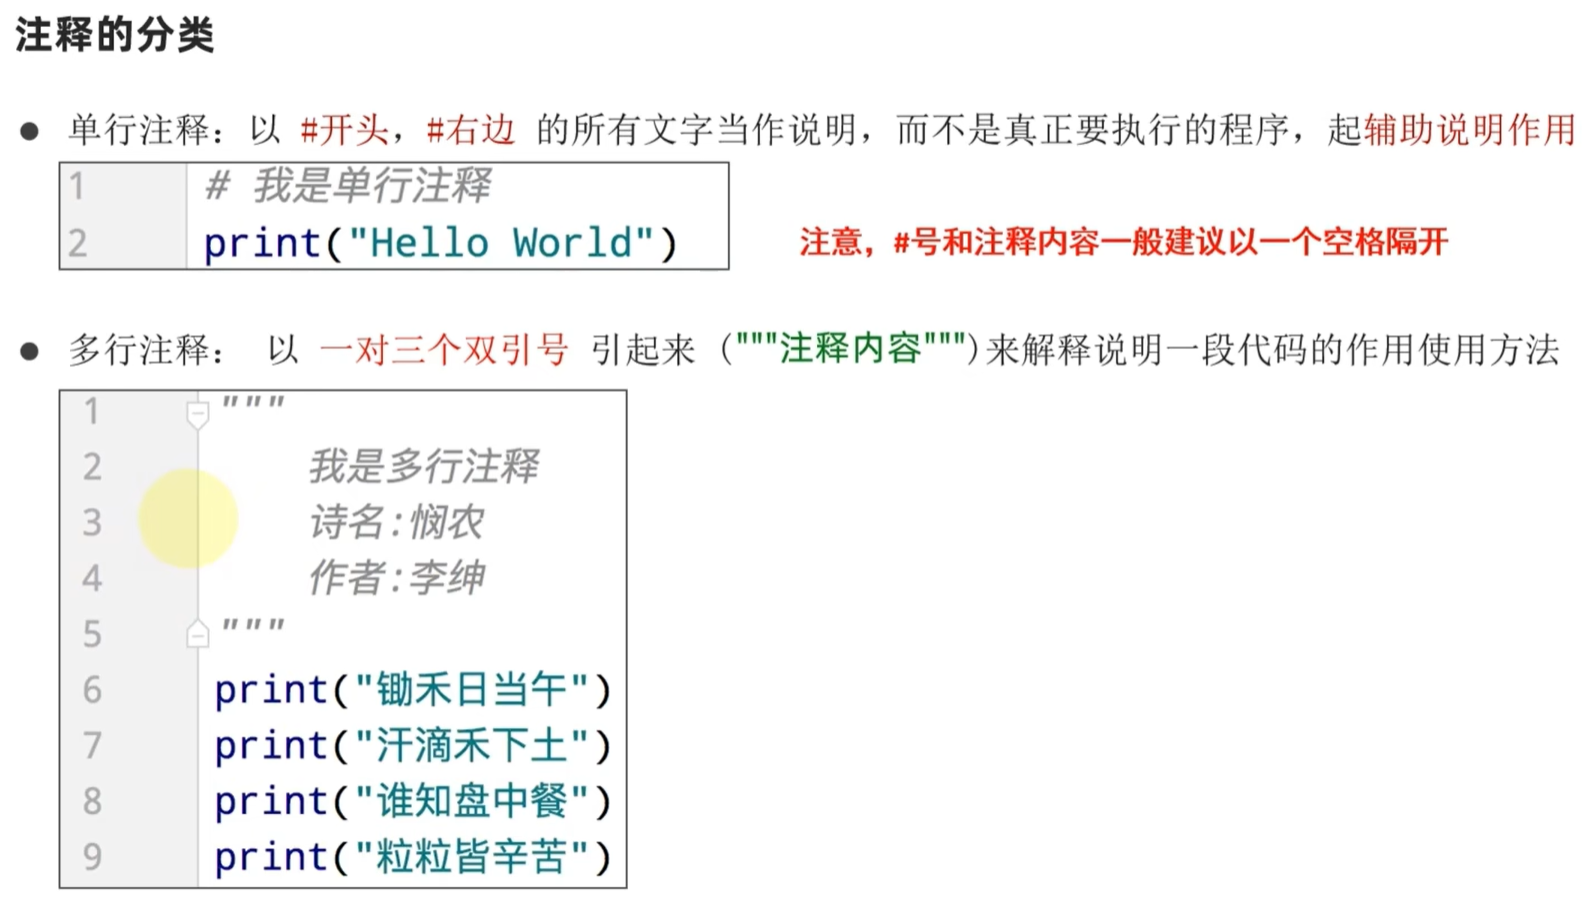 注释的分类
● 单行注释：以 #开头，#右边 的所有文字当作说明，而不是真正要执行的程序，起辅助说明作用
1 # 我是单行注释
2 print("Hello World")
注意，#号和注释内容一般建议以一个空格隔开
● 多行注释： 以 一对三个双引号 引起来 ("""注释内容""")来解释说明一段代码的作用使用方法
1 """
2 我是多行注释
3 诗名:悯农
4 作者:李绅
5 """
6 print("锄禾日当午")
7 print("汗滴禾下土")
8 print("谁知盘中餐")
9 print("粒粒皆辛苦")